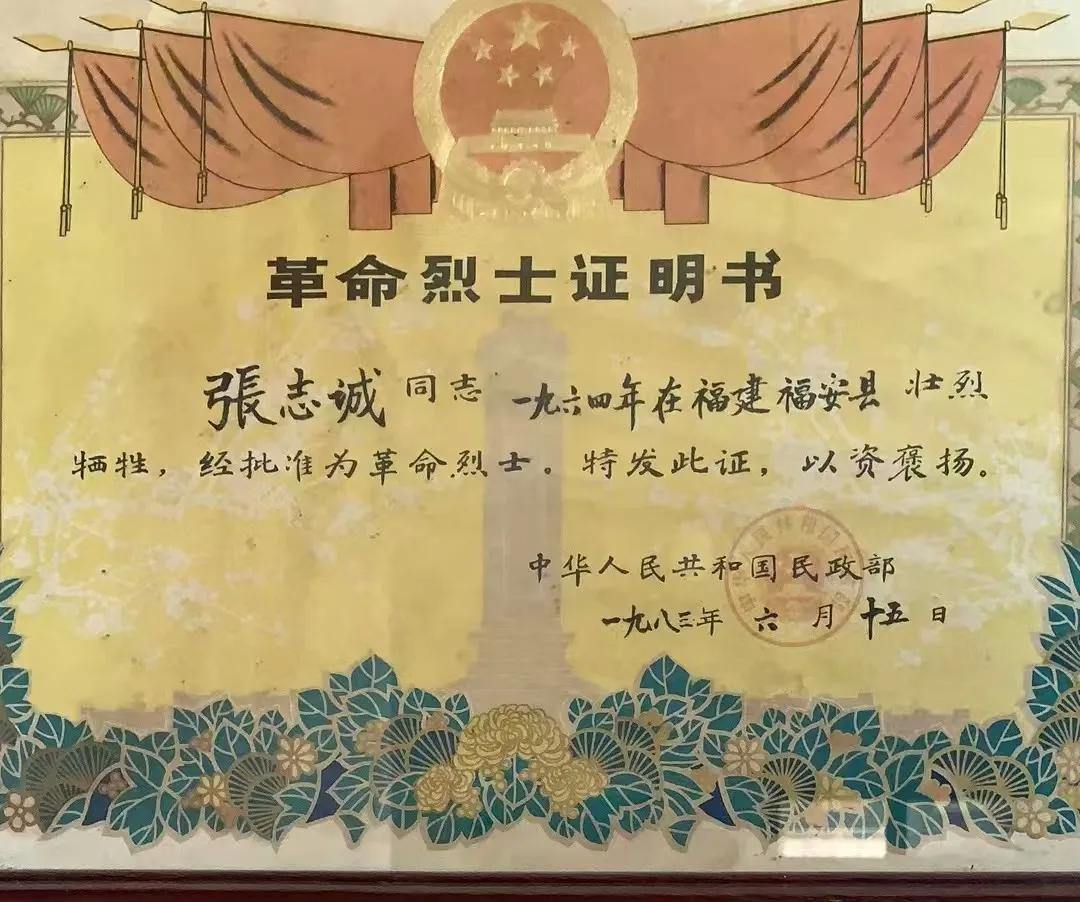 革命烈士证明书
張志诚同志 一九六四年在福建福安县壮烈
牺牲，经批准为革命烈士。特发此证，以资褒扬。
中华人民共和国民政部
一九八三年 六 月 十五 日